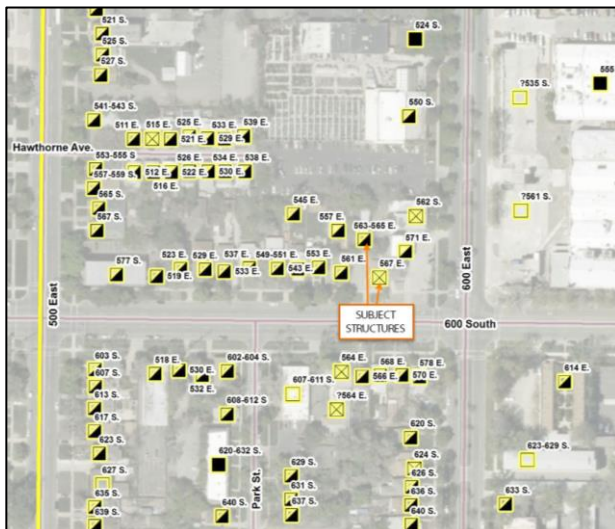 521 S.
525 S.
527 S.
524 S.
?535 S.
555
541-543 S.
550 S.
511 E.
515 E.
525 E.
533 E.
539 E.
521 E.
529 E.
Hawthorne Ave.
553-555 S
557-559 S.
512 E.
526 E.
534 E.
538 E.
522 E.
530 E.
516 E.
565 S.
567 S.
545 E.
557 E.
563-565 E.
562 S.
?561 S.
571 E.
577 S.
523 E.
529 E.
537 E.
549-551 E.
553 E.
561 E.
567 E.
519 E.
533 E.
543 E.
500 East
600 East
SUBJECT
STRUCTURES
600 South
603 S.
607 S.
518 E.
530 E.
532 E.
602-604 S.
564 E.
568 E.
578 E.
566 E.
570 E.
614 E.
613 S.
607-611 S.
608-612 S
?564 E.
617 S.
620 S.
623 S.
620-632 S.
624 S.
623-629 S.
627 S.
629 S.
626 S.
Park St.
635 S.
631 S.
636 S.
639 S.
640 S.
637 S.
640 S.
633 S.